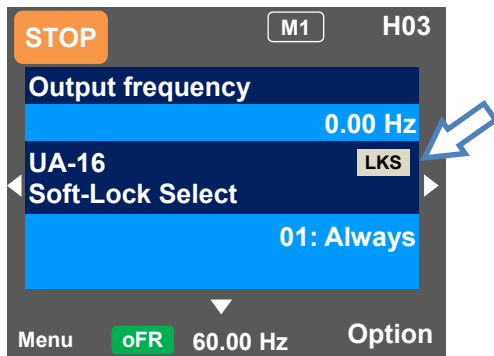 STOP M1 H03
Output frequency
0.00 Hz
UA-16 LKS
Soft-Lock Select
01: Always
Menu oFR 60.00 Hz Option